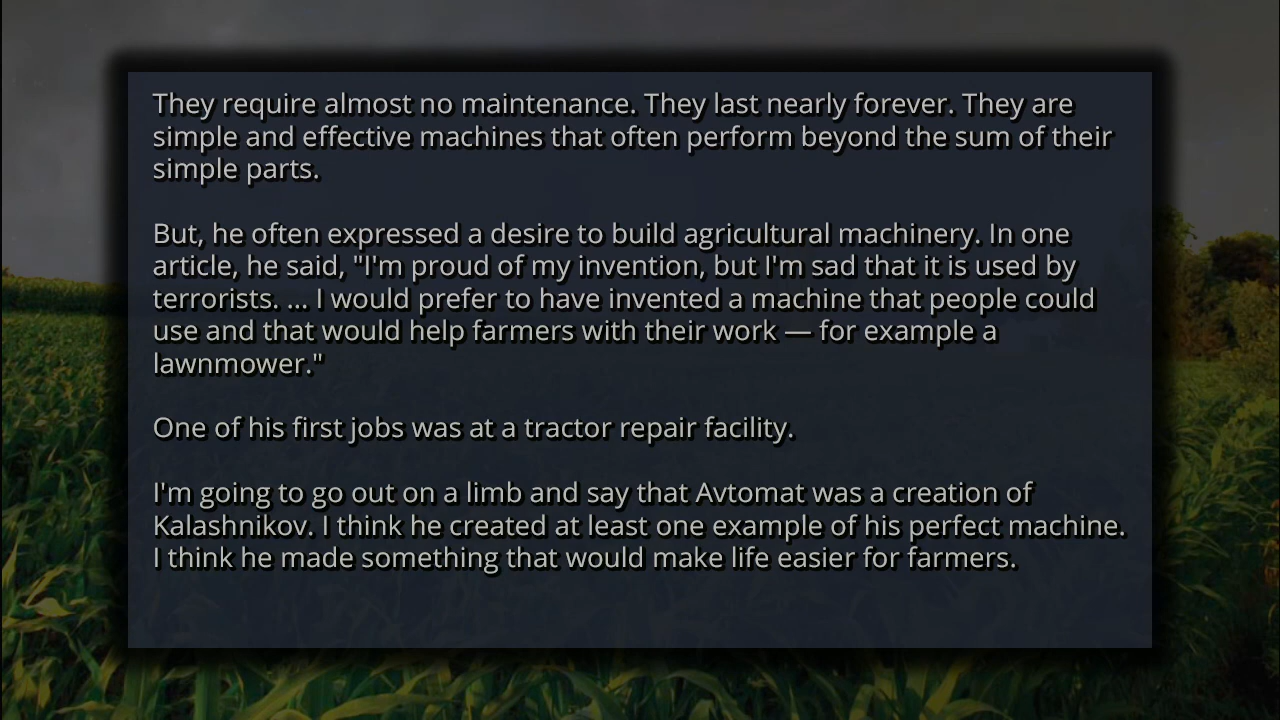 They require almost no maintenance. They last nearly forever. They are
simple and effective machines that often perform beyond the sum of their
simple parts.
But, he often expressed a desire to build agricultural machinery. In one
article, he said, "I'm proud of my invention, but I'm sad that it is used by
terrorists. ... I would prefer to have invented a machine that people could
use and that would help farmers with their work — for example a
lawnmower."
One of his first jobs was at a tractor repair facility.
I'm going to go out on a limb and say that Avtomat was a creation of
Kalashnikov. I think he created at least one example of his perfect machine.
I think he made something that would make life easier for farmers.